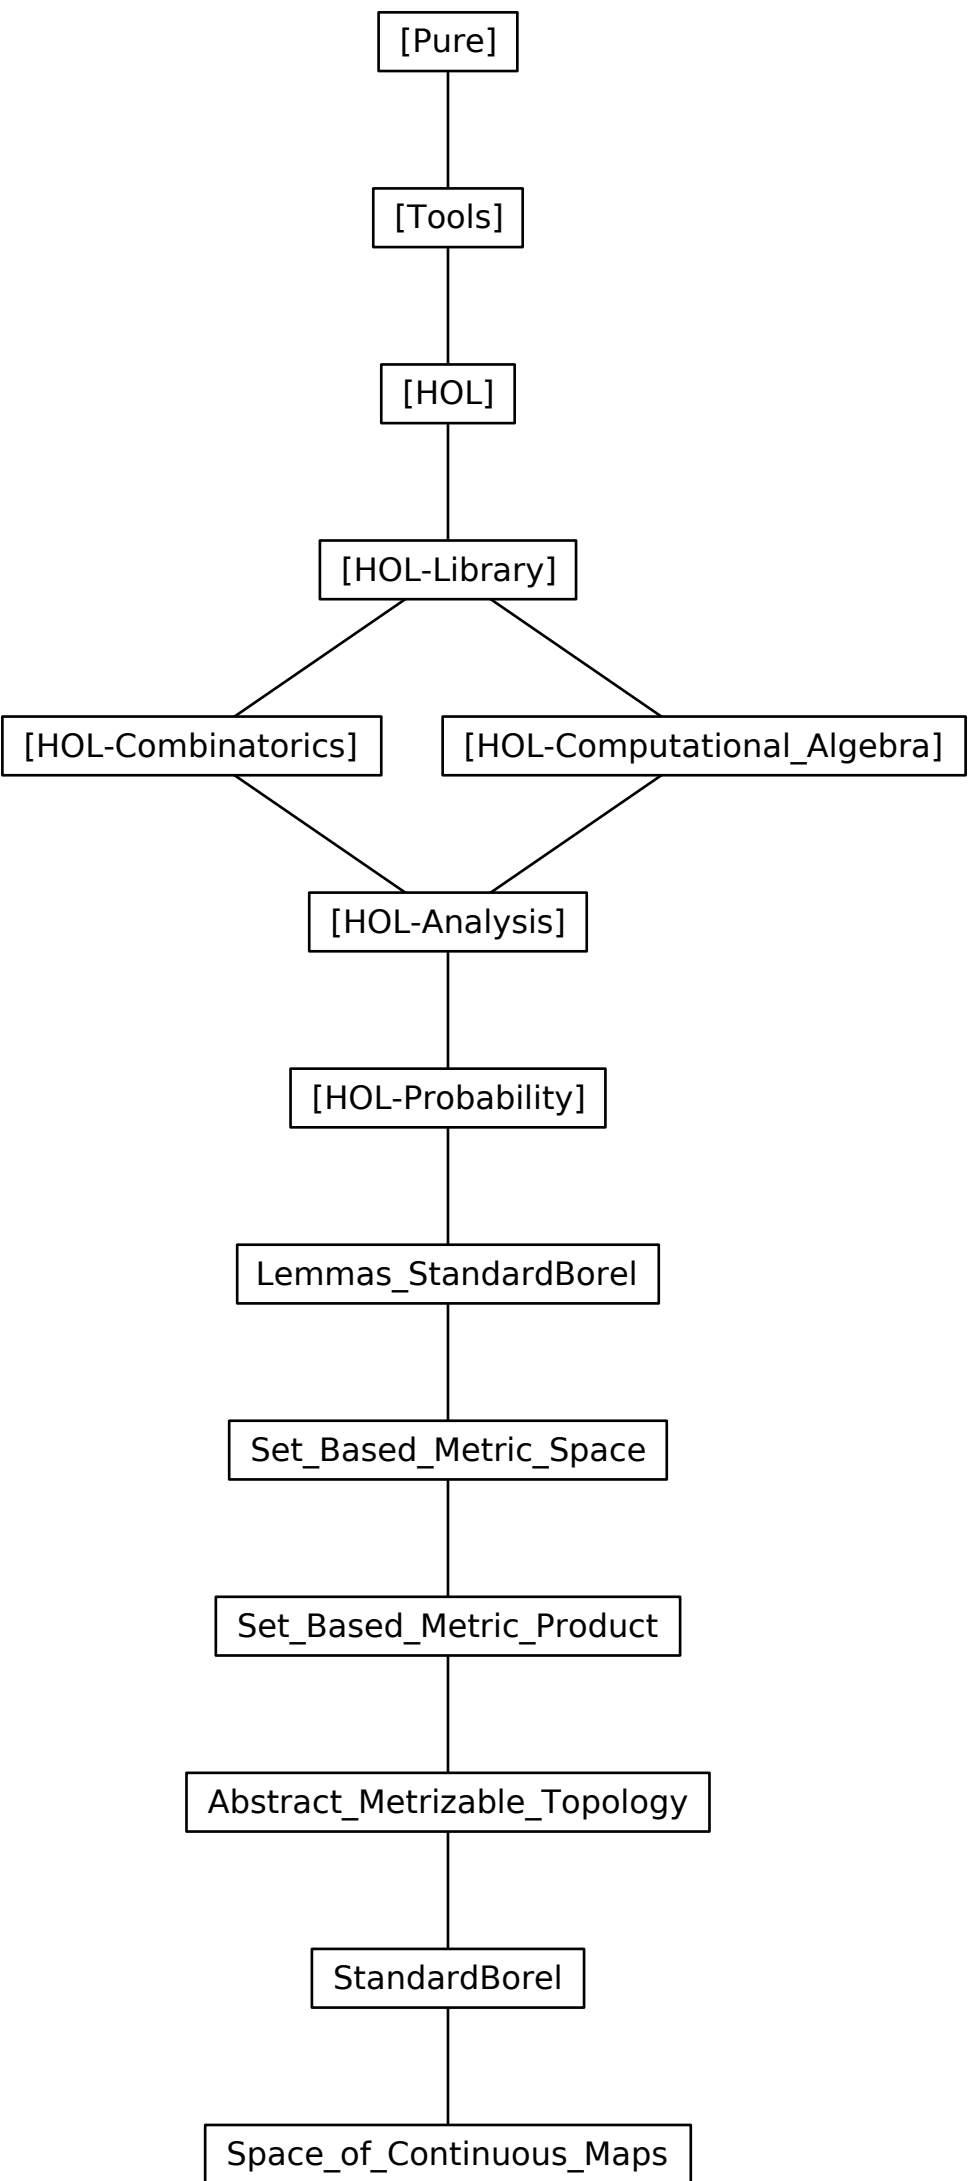 [Pure]
[Tools]
[HOL]
[HOL-Library]
[HOL-Combinatorics]
[HOL-Computational_Algebra]
[HOL-Analysis]
[HOL-Probability]
Lemmas_StandardBorel
Set_Based_Metric_Space
Set_Based_Metric_Product
Abstract_Metrizable_Topology
StandardBorel
Space_of_Continuous_Maps